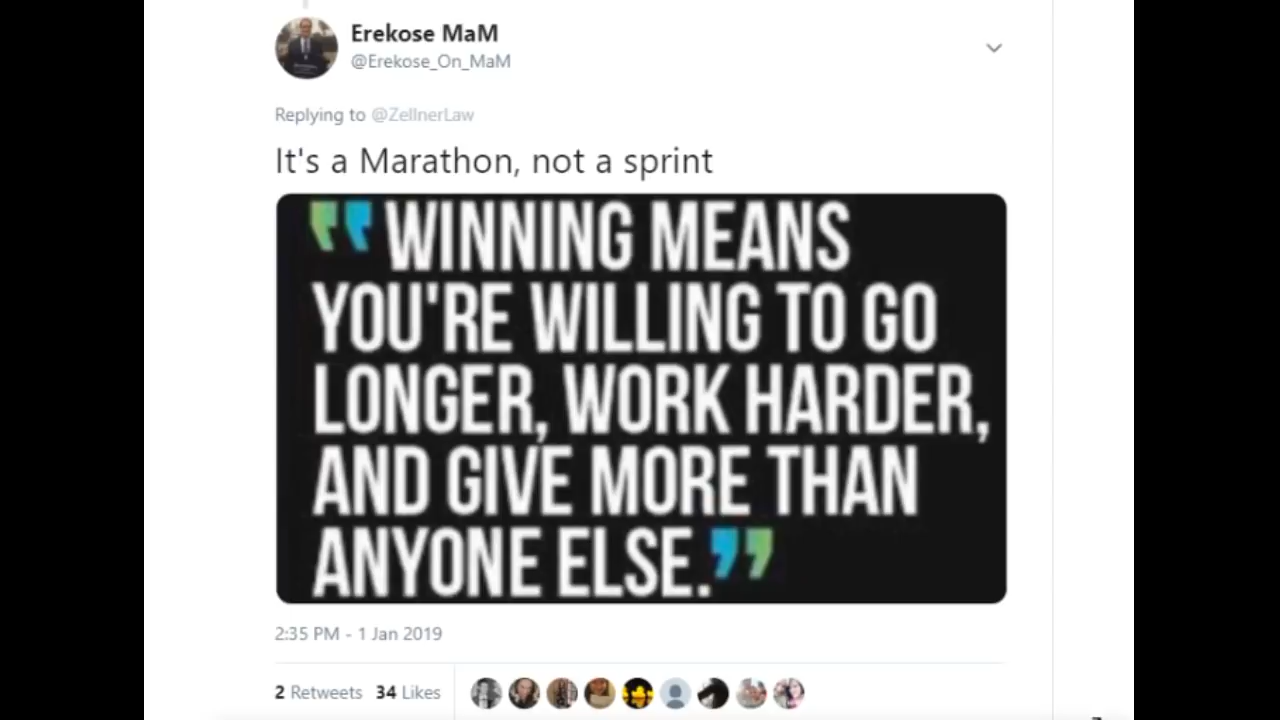 Erekose MaM
@Erekose_On_MaM
Replying to @ZellnerLaw
It's a Marathon, not a sprint
"WINNING MEANS
YOU'RE WILLING TO GO
LONGER, WORK HARDER,
AND GIVE MORE THAN
ANYONE ELSE."
2:35 PM - 1 Jan 2019
2 Retweets 34 Likes